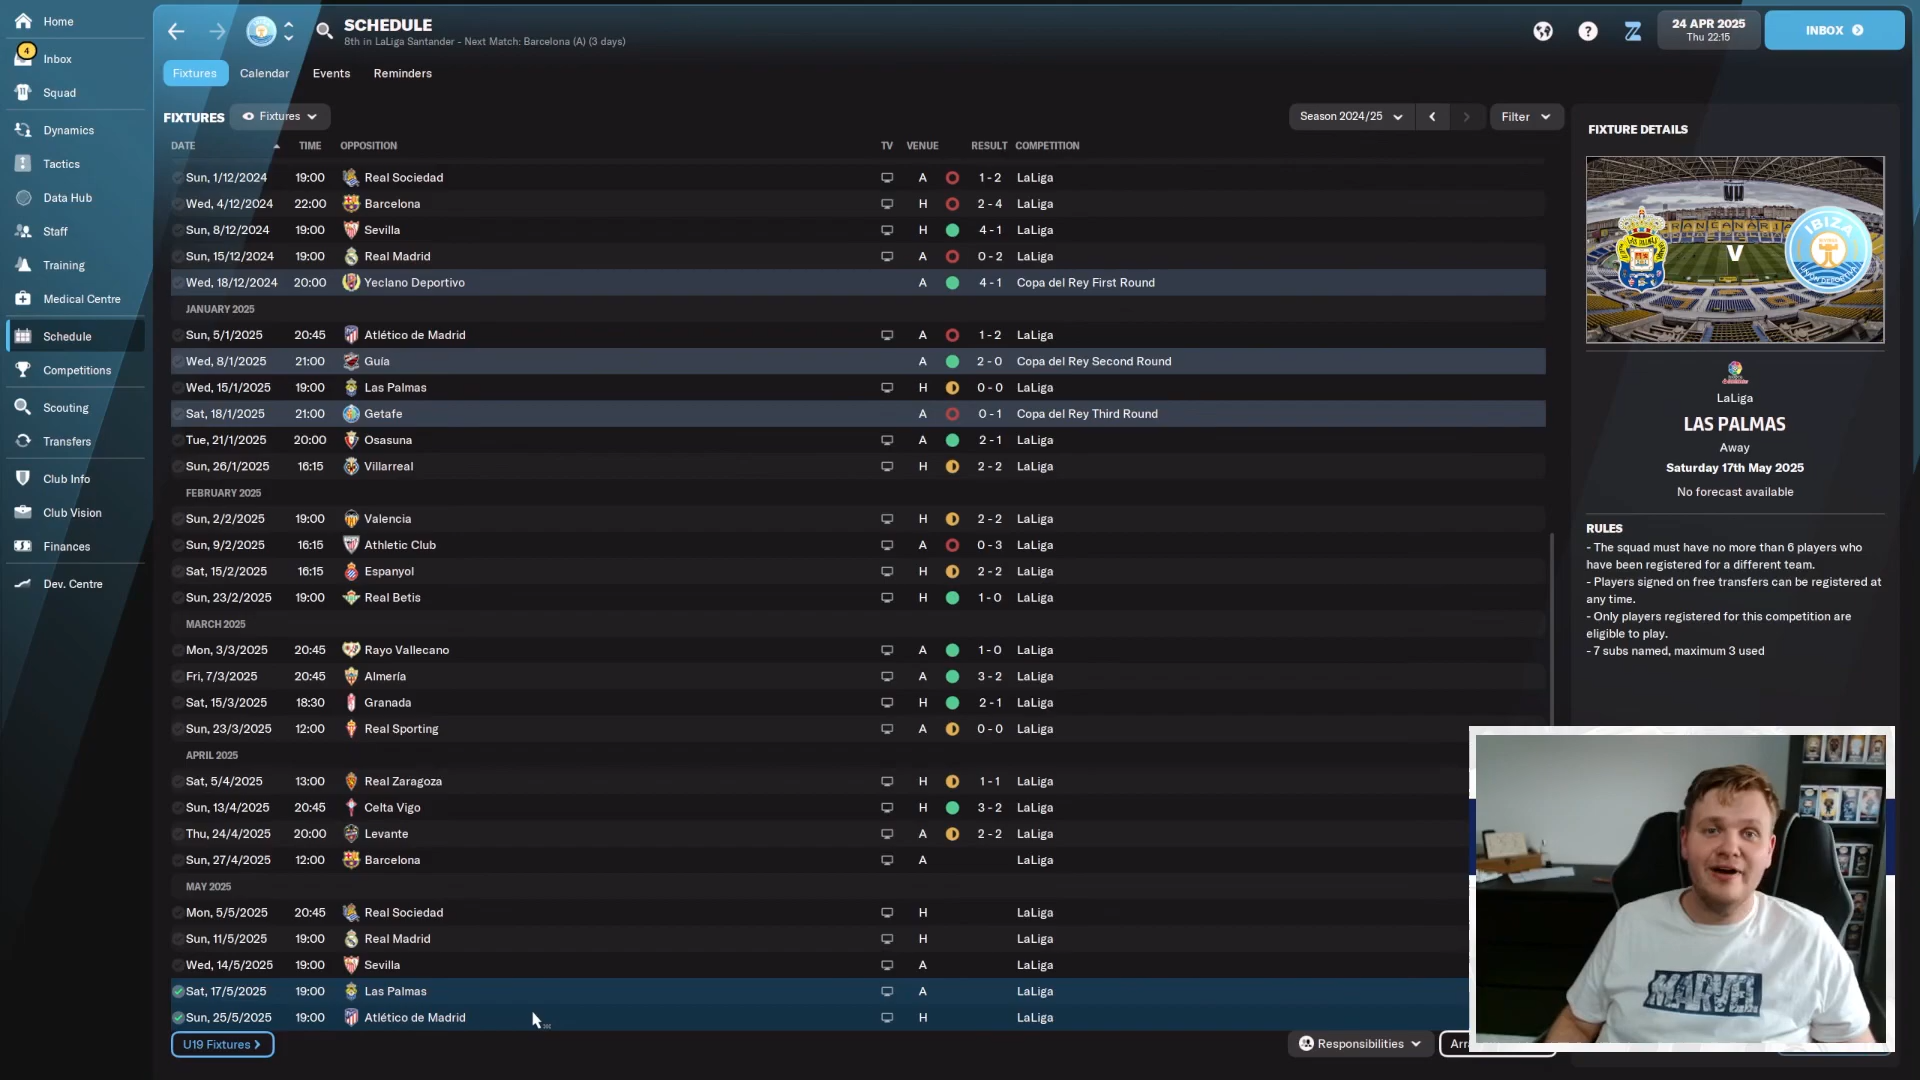 Home
4
Inbox
Squad
Dynamics
Tactics
Data Hub
Staff
Training
Medical Centre
Schedule
Competitions
Scouting
Transfers
Club Info
Club Vision
Finances
Dev. Centre
SCHEDULE
8th in LaLiga Santander - Next Match: Barcelona (A) (3 days)
24 APR 2025
Thu 22:15
INBOX
Fixtures Calendar Events Reminders
FIXTURES Fixtures
Season 2024/25 Filter
DATE TIME OPPOSITION TV VENUE RESULT COMPETITION
Sun, 1/12/2024 19:00 Real Sociedad A 1 - 2 LaLiga
Wed, 4/12/2024 22:00 Barcelona H 2 - 4 LaLiga
Sun, 8/12/2024 19:00 Sevilla H 4 - 1 LaLiga
Sun, 15/12/2024 19:00 Real Madrid A 0 - 2 LaLiga
Wed, 18/12/2024 20:00 Yeclano Deportivo A 4 - 1 Copa del Rey First Round
JANUARY 2025
Sun, 5/1/2025 20:45 Atlético de Madrid A 1 - 2 LaLiga
Wed, 8/1/2025 21:00 Guía A 2 - 0 Copa del Rey Second Round
Wed, 15/1/2025 19:00 Las Palmas H 0 - 0 LaLiga
Sat, 18/1/2025 21:00 Getafe A 0 - 1 Copa del Rey Third Round
Tue, 21/1/2025 20:00 Osasuna A 2 - 1 LaLiga
Sun, 26/1/2025 16:15 Villarreal H 2 - 2 LaLiga
FEBRUARY 2025
Sun, 2/2/2025 19:00 Valencia H 2 - 2 LaLiga
Sun, 9/2/2025 16:15 Athletic Club A 0 - 3 LaLiga
Sat, 15/2/2025 16:15 Espanyol H 2 - 2 LaLiga
Sun, 23/2/2025 19:00 Real Betis H 1 - 0 LaLiga
MARCH 2025
Mon, 3/3/2025 20:45 Rayo Vallecano A 1 - 0 LaLiga
Fri, 7/3/2025 20:45 Almería A 3 - 2 LaLiga
Sat, 15/3/2025 18:30 Granada H 2 - 1 LaLiga
Sun, 23/3/2025 12:00 Real Sporting A 0 - 0 LaLiga
APRIL 2025
Sat, 5/4/2025 13:00 Real Zaragoza H 1 - 1 LaLiga
Sun, 13/4/2025 20:45 Celta Vigo H 3 - 2 LaLiga
Thu, 24/4/2025 20:00 Levante A 2 - 2 LaLiga
Sun, 27/4/2025 12:00 Barcelona A LaLiga
MAY 2025
Mon, 5/5/2025 20:45 Real Sociedad H LaLiga
Sun, 11/5/2025 19:00 Real Madrid H LaLiga
Wed, 14/5/2025 19:00 Sevilla A LaLiga
Sat, 17/5/2025 19:00 Las Palmas A LaLiga
Sun, 25/5/2025 19:00 Atlético de Madrid H LaLiga
U19 Fixtures
Responsibilities
FIXTURE DETAILS
GRAN CANARIA
V
IBIZA
LaLiga
LAS PALMAS
Away
Saturday 17th May 2025
No forecast available
RULES
- The squad must have no more than 6 players who
have been registered for a different team.
- Players signed on free transfers can be registered at
any time.
- Only players registered for this competition are
eligible to play.
- 7 subs named, maximum 3 used
MARVEL